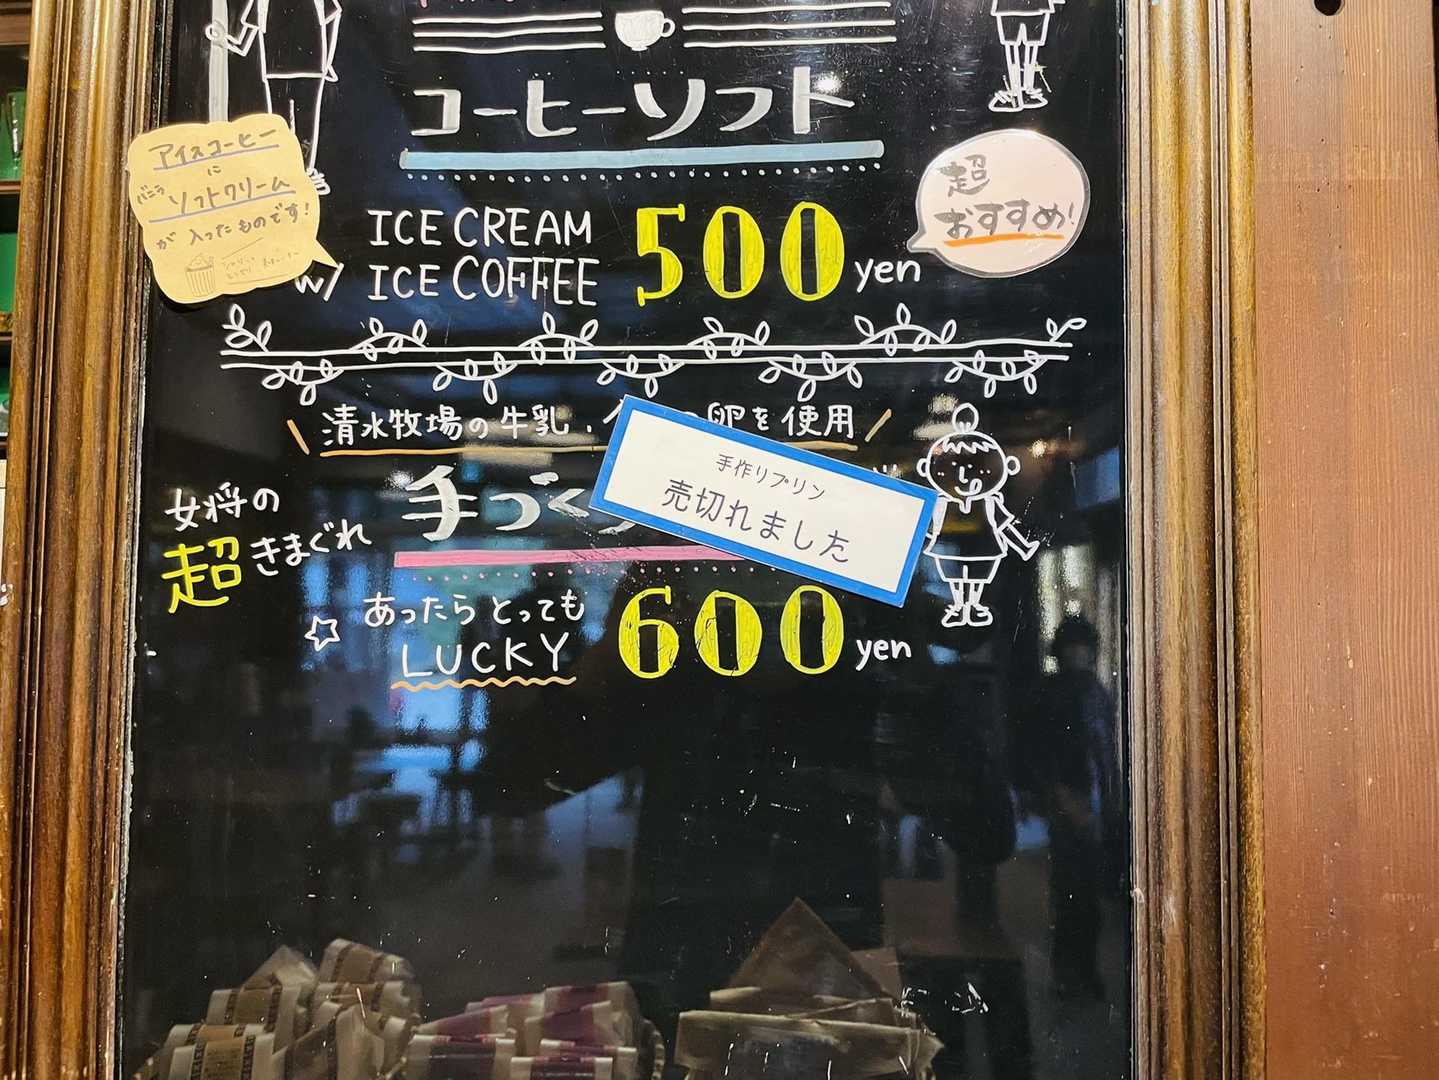 コーヒーソフト
アイスコーヒー
に
バニラ ソフトクリーム
が 入ったものです!
超
おすすめ!
ICE CREAM
w/ ICE COFFEE
500 yen
清水牧場の牛乳、
卵を使用
手作りプリン
売切れました
女将の
超きまぐれ
手づく
あったら とっても
LUCKY
600 yen